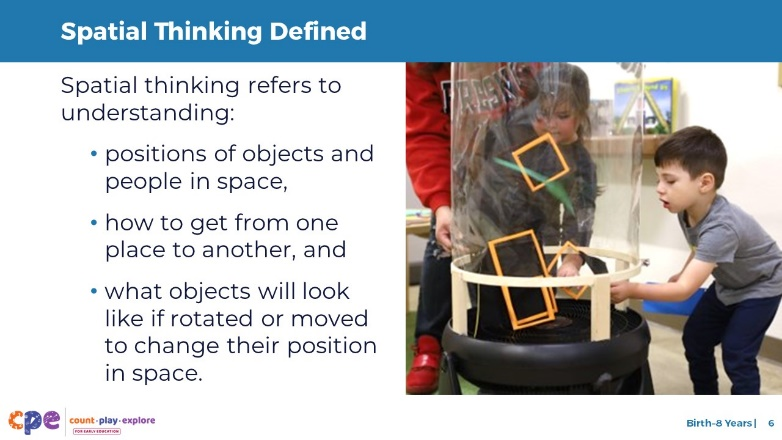 Spatial Thinking Defined
Spatial thinking refers to
understanding:
• positions of objects and
people in space,
• how to get from one
place to another, and
• what objects will look
like if rotated or moved
to change their position
in space.
cpe
count·play·explore
FOR EARLY EDUCATION
Birth–8 Years| 6